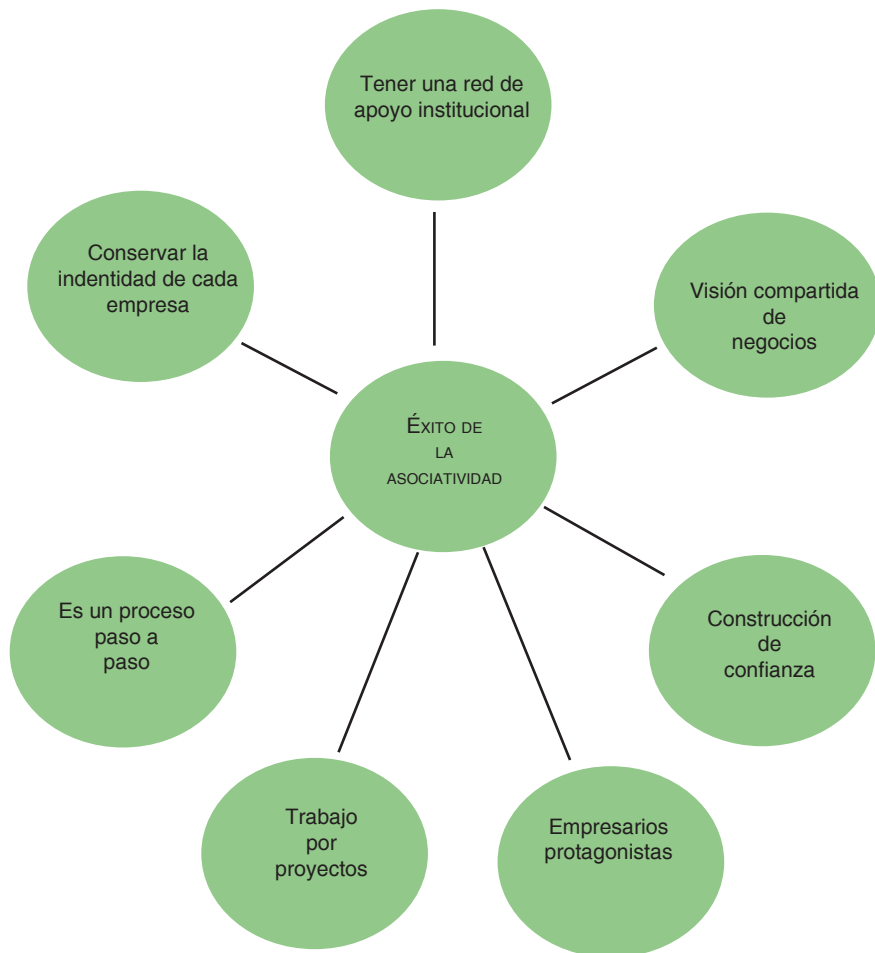 Tener una red de
apoyo institucional
Conservar la
indentidad de cada
empresa
Visión compartida
de
negocios
ÉXITO DE
LA
ASOCIATIVIDAD
Es un proceso
paso a
paso
Construcción
de
confianza
Trabajo
por
proyectos
Empresarios
protagonistas